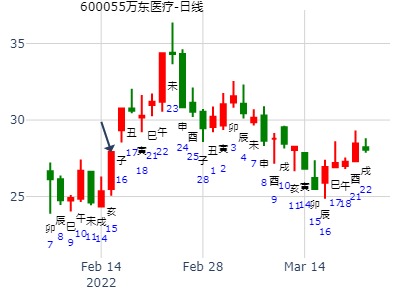 600055万东医疗-日线
35
30
25
卯
7
辰
8
巳
9
午
10
未
11
戌
14
亥
15
子
16
丑
17
寅
18
巳
21
午
22
未
23
申
24
酉
25
子
28
丑
1
寅
2
卯
3
辰
4
未
7
申
8
酉
9
戌
10
亥
11
寅
14
卯
15
辰
16
巳
17
午
18
酉
21
戌
22
Feb 14
2022
Feb 28
Mar 14